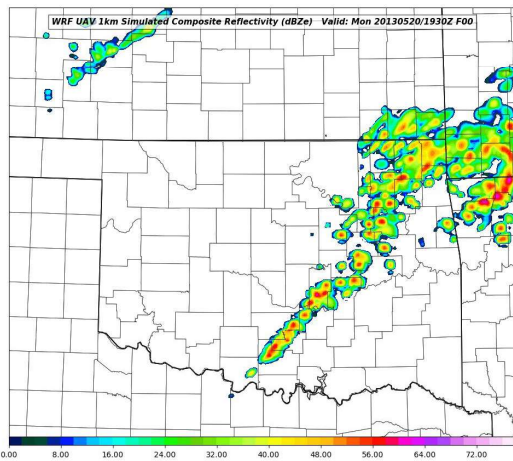 WRF UAV 1km Simulated Composite Reflectivity (dBZe) Valid: Mon 20130520/1930Z F00
0.00 8.00 16.00 24.00 32.00 40.00 48.00 56.00 64.00 72.00